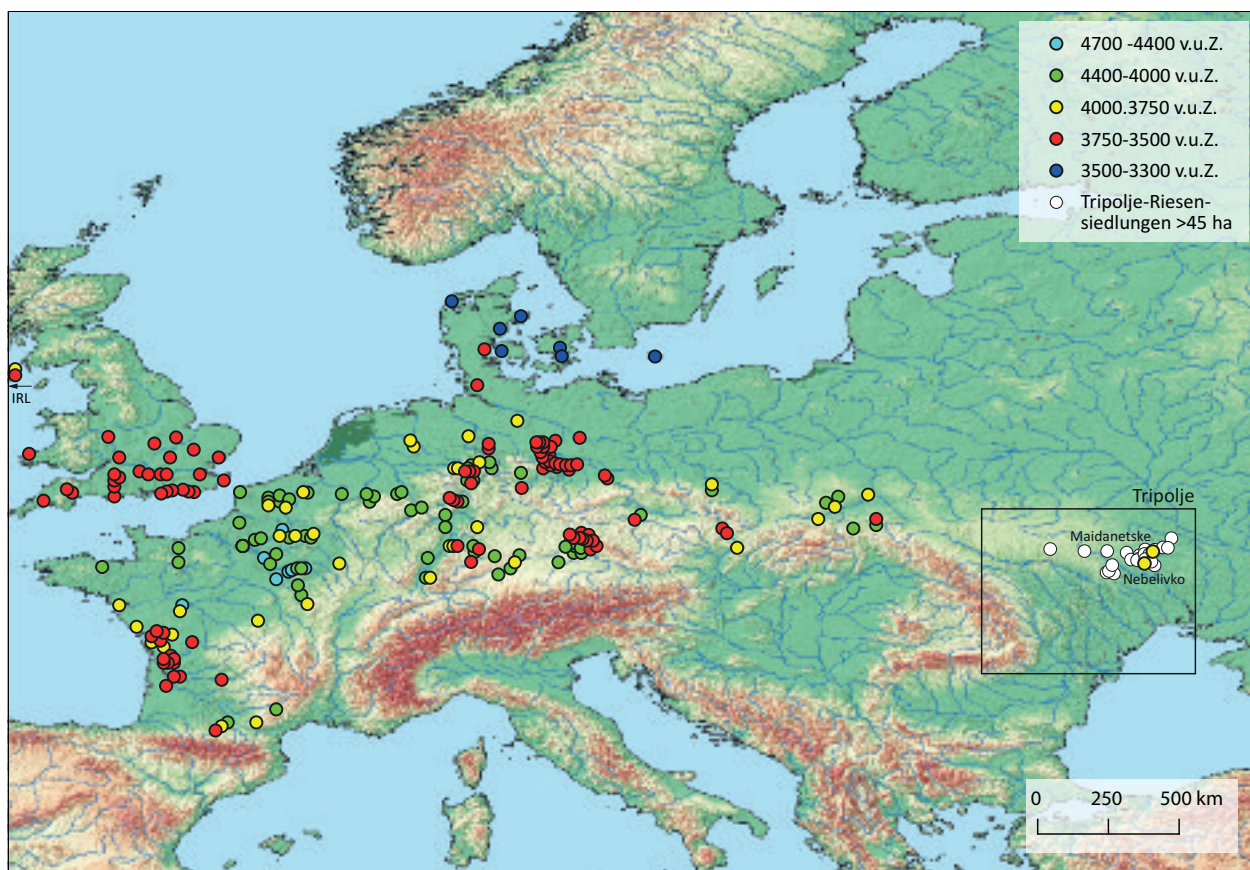 4700 -4400 v.u.Z.
4400-4000 v.u.Z.
4000.3750 v.u.Z.
3750-3500 v.u.Z.
3500-3300 v.u.Z.
Tripolje-Riesen-
siedlungen >45 ha
IRL
Tripolje
Maidanetske
Nebelivko
0 250 500 km